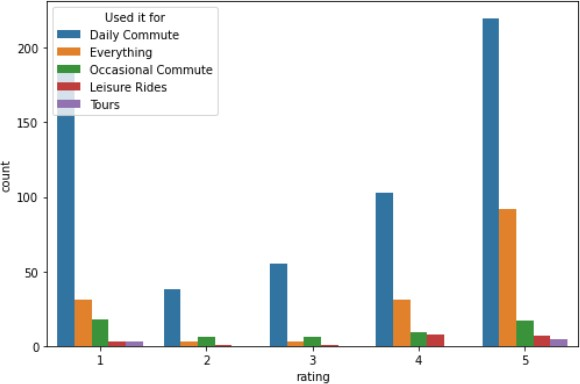 Used it for
Daily Commute
Everything
Occasional Commute
Leisure Rides
Tours
200
150
100
50
0
count
1 2 3 4 5
rating